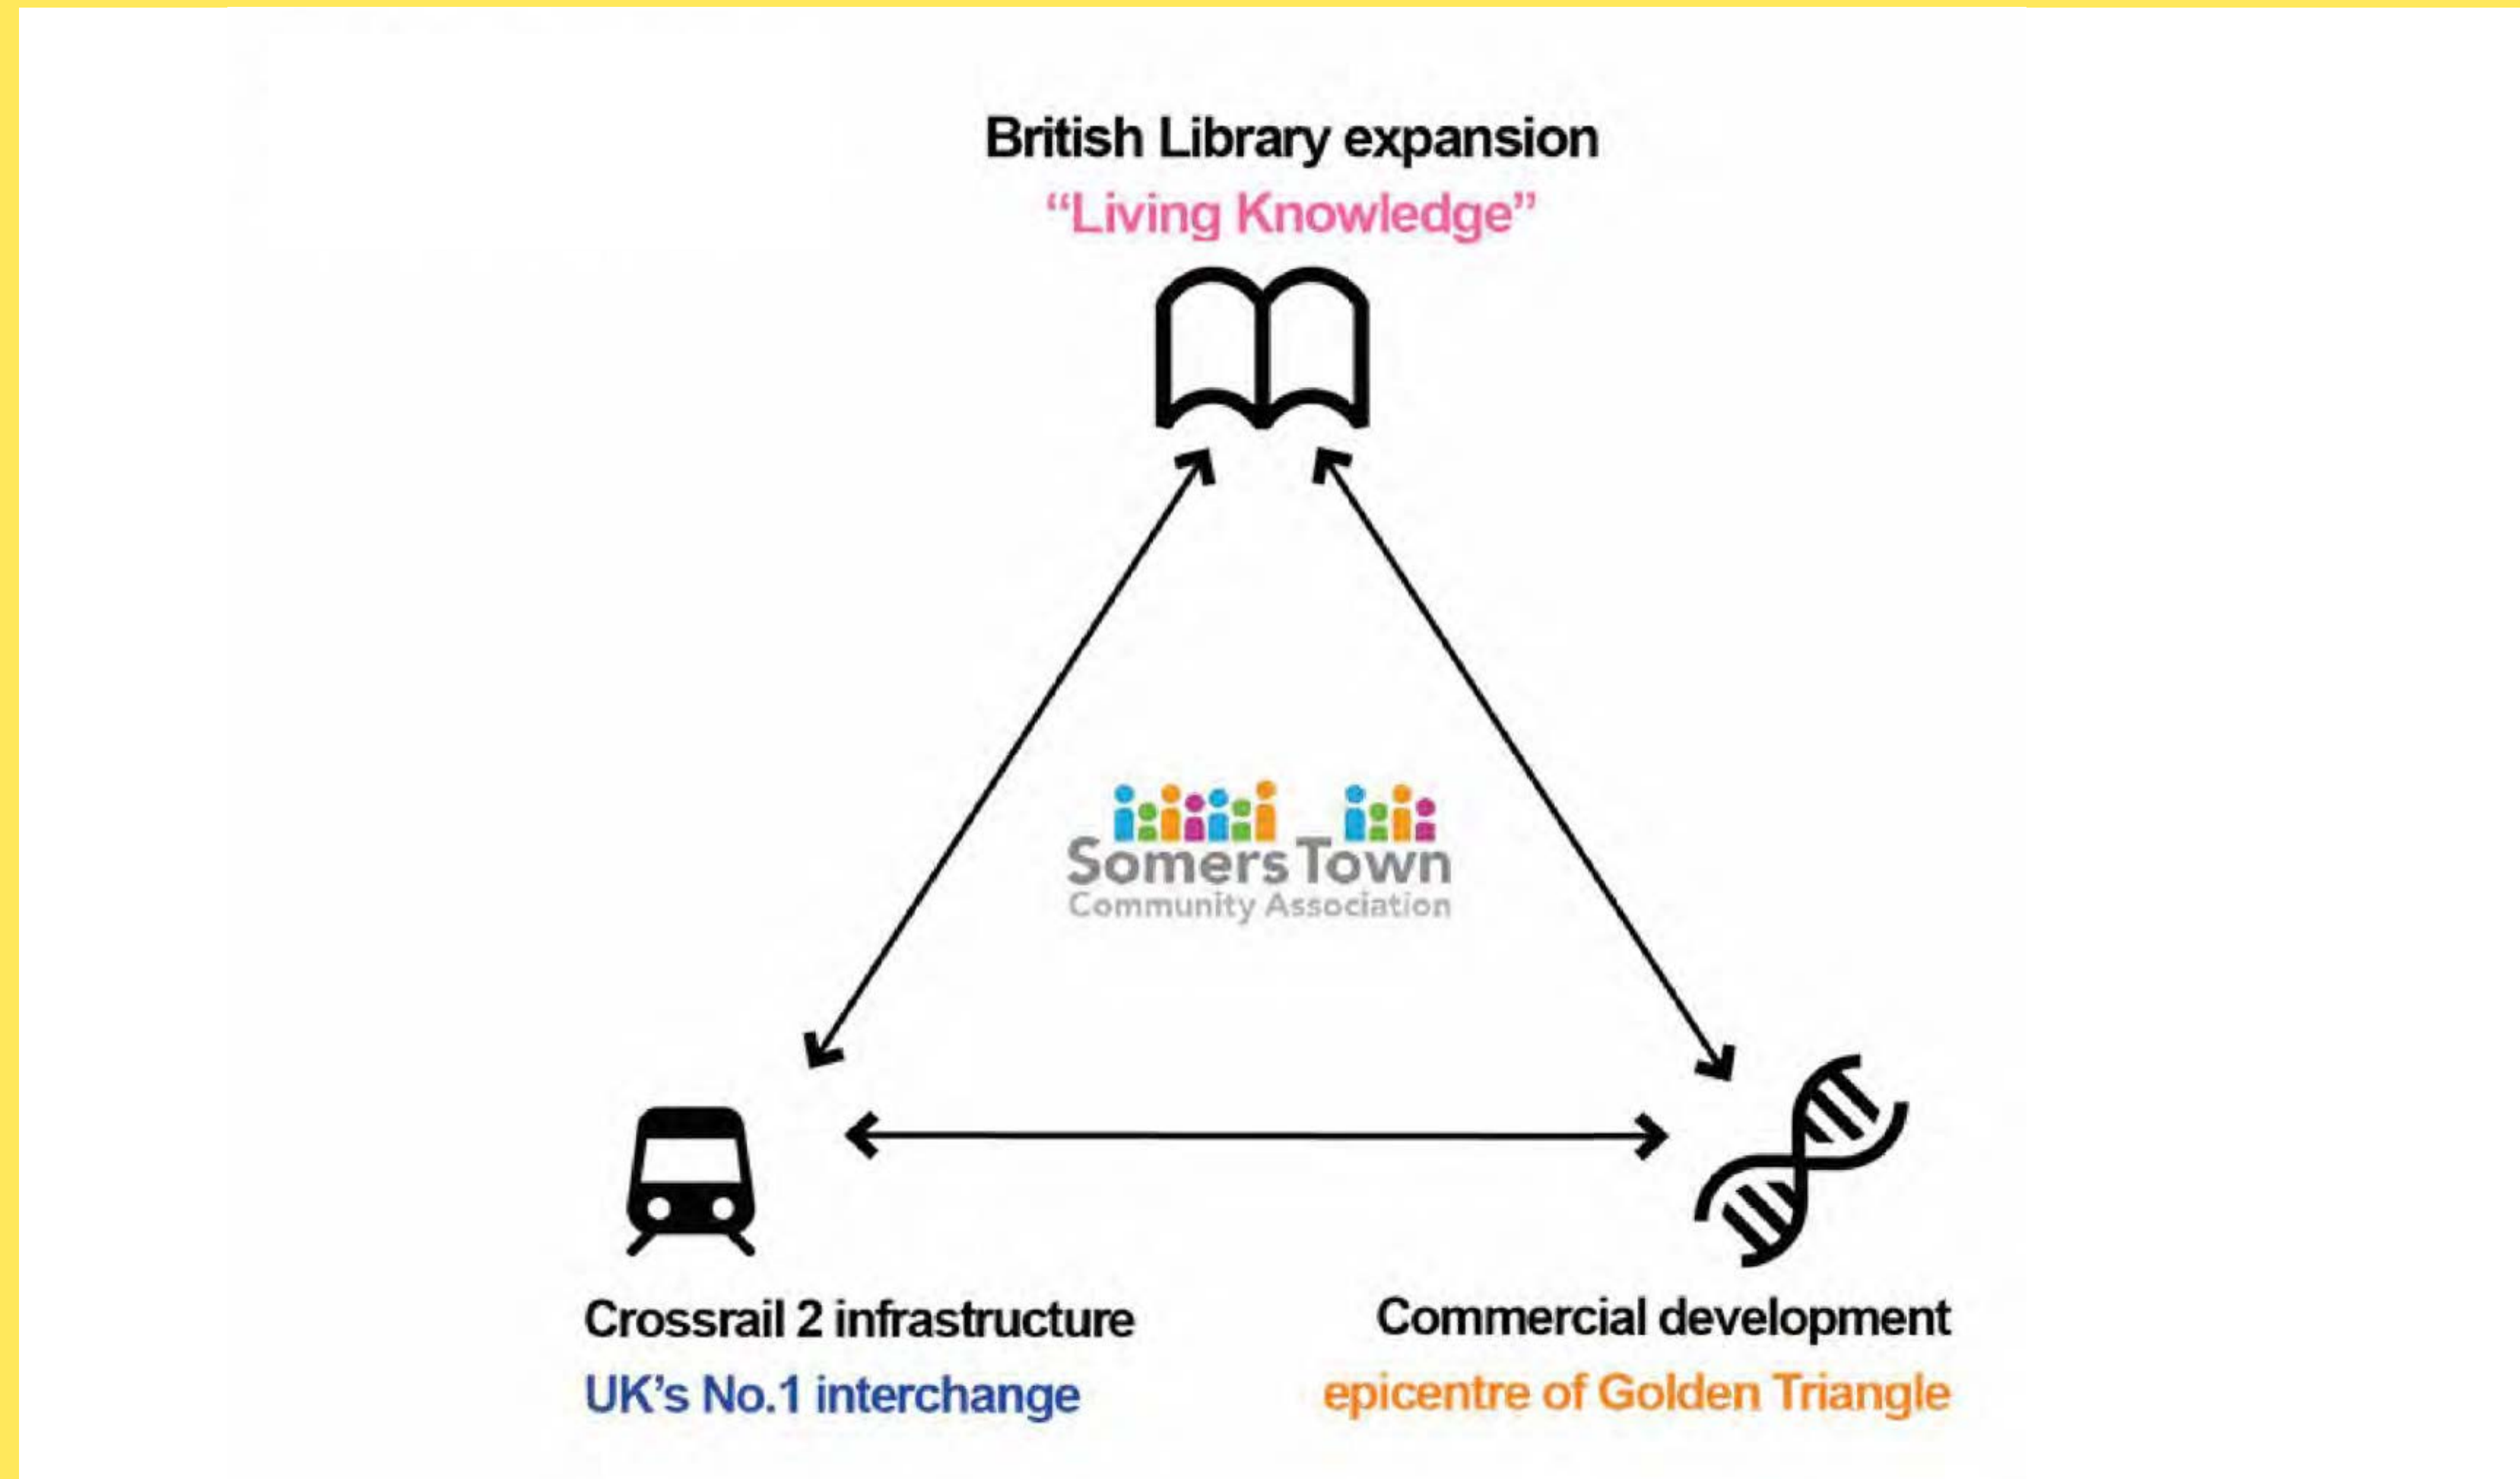 British Library expansion
“Living Knowledge”
Somers Town
Community Association
Crossrail 2 infrastructure
UK’s No.1 interchange
Commercial development
epicentre of Golden Triangle